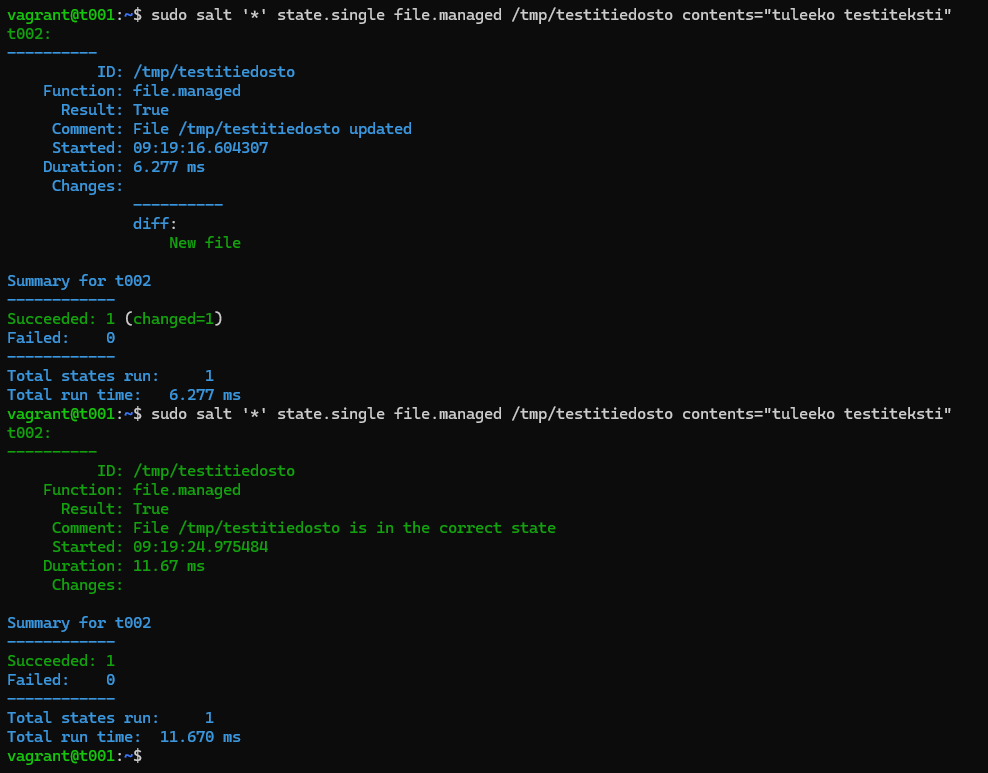 vagrant@t001:~$ sudo salt '*' state.single file.managed /tmp/testitiedosto contents="tuleeko testiteksti"
t002:
----------
          ID: /tmp/testitiedosto
    Function: file.managed
      Result: True
     Comment: File /tmp/testitiedosto updated
     Started: 09:19:16.604307
    Duration: 6.277 ms
     Changes:
              ----------
              diff:
                  New file

Summary for t002
------------
Succeeded: 1 (changed=1)
Failed:    0
------------
Total states run:     1
Total run time:   6.277 ms
vagrant@t001:~$ sudo salt '*' state.single file.managed /tmp/testitiedosto contents="tuleeko testiteksti"
t002:
----------
          ID: /tmp/testitiedosto
    Function: file.managed
      Result: True
     Comment: File /tmp/testitiedosto is in the correct state
     Started: 09:19:24.975484
    Duration: 11.67 ms
     Changes:

Summary for t002
------------
Succeeded: 1
Failed:    0
------------
Total states run:     1
Total run time:  11.670 ms
vagrant@t001:~$